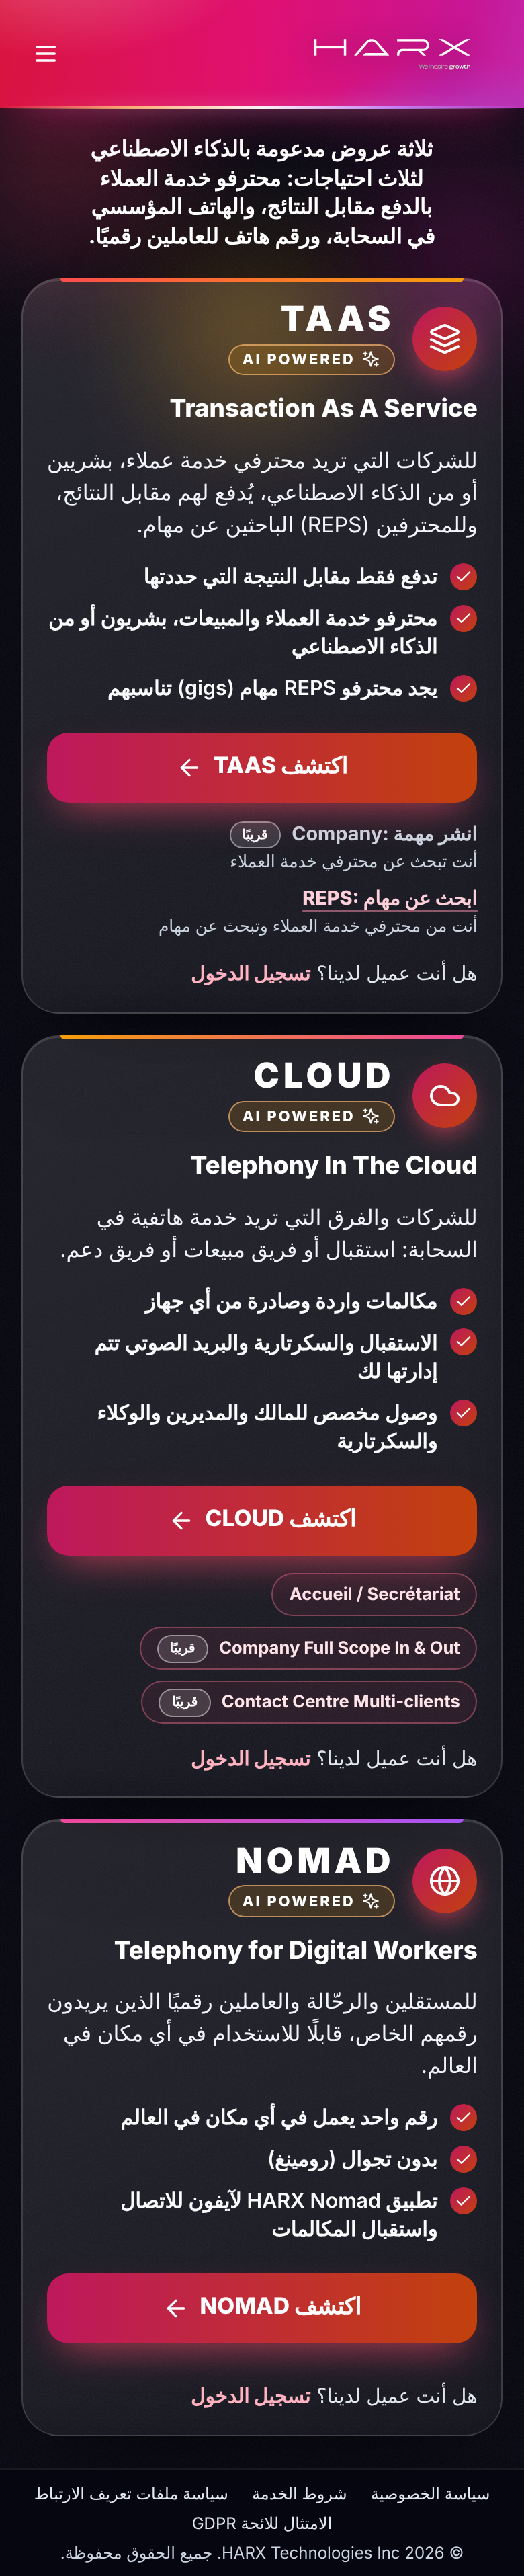 HARX
We inspire growth
ثلاثة عروض مدعومة بالذكاء الاصطناعي
لثلاث احتياجات: محترفو خدمة العملاء
بالدفع مقابل النتائج، والهاتف المؤسسي
في السحابة، ورقم هاتف للعاملين رقميًا.
TAAS
AI POWERED
Transaction As A Service
للشركات التي تريد محترفي خدمة عملاء، بشريين
أو من الذكاء الاصطناعي، يُدفع لهم مقابل النتائج،
وللمحترفين (REPS) الباحثين عن مهام.
تدفع فقط مقابل النتيجة التي حددتها
محترفو خدمة العملاء والمبيعات، بشريون أو من
الذكاء الاصطناعي
يجد محترفو REPS مهام (gigs) تناسبهم
اكتشف TAAS
انشر مهمة :Company قريبًا
أنت تبحث عن محترفي خدمة العملاء
ابحث عن مهام :REPS
أنت من محترفي خدمة العملاء وتبحث عن مهام
هل أنت عميل لدينا؟ تسجيل الدخول
CLOUD
AI POWERED
Telephony In The Cloud
للشركات والفرق التي تريد خدمة هاتفية في
السحابة: استقبال أو فريق مبيعات أو فريق دعم.
مكالمات واردة وصادرة من أي جهاز
الاستقبال والسكرتارية والبريد الصوتي تتم
إدارتها لك
وصول مخصص للمالك والمديرين والوكلاء
والسكرتارية
اكتشف CLOUD
Accueil / Secrétariat
Company Full Scope In & Out قريبًا
Contact Centre Multi-clients قريبًا
هل أنت عميل لدينا؟ تسجيل الدخول
NOMAD
AI POWERED
Telephony for Digital Workers
للمستقلين والرحّالة والعاملين رقميًا الذين يريدون
رقمهم الخاص، قابلًا للاستخدام في أي مكان في
العالم.
رقم واحد يعمل في أي مكان في العالم
بدون تجوال (رومينغ)
تطبيق HARX Nomad لآيفون للاتصال
واستقبال المكالمات
اكتشف NOMAD
هل أنت عميل لدينا؟ تسجيل الدخول
سياسة الخصوصية شروط الخدمة سياسة ملفات تعريف الارتباط
الامتثال للائحة GDPR
© 2026 HARX Technologies Inc. جميع الحقوق محفوظة.